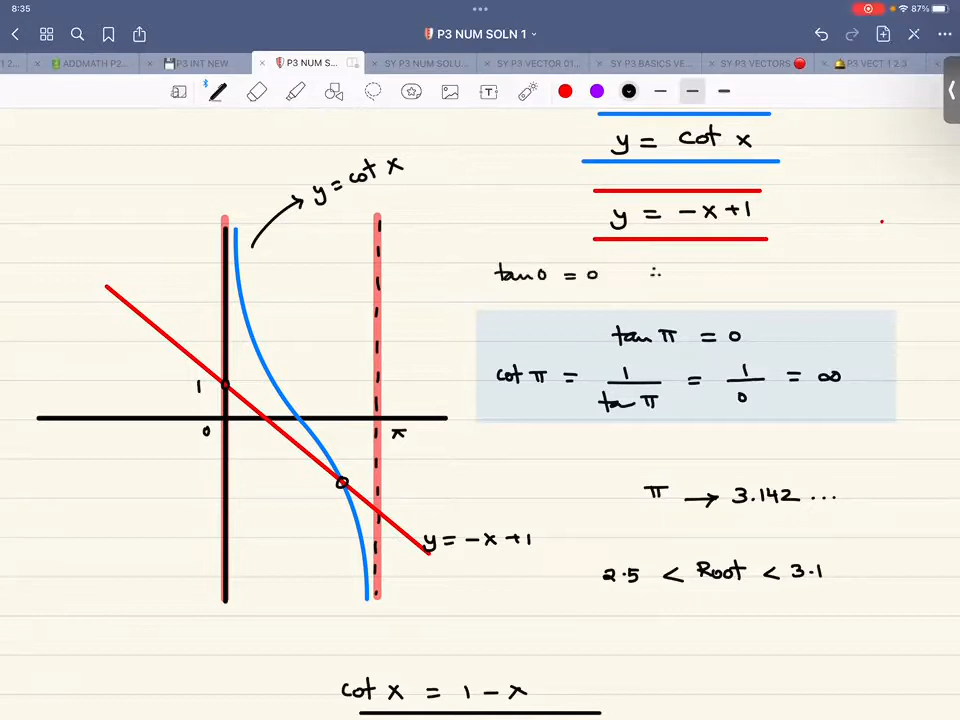 8:35
87%
P3 NUM SOLN 1
1 2...
ADDMATH P2...
P3 INT NEW
P3 NUM S...
SY P3 NUM SOLU...
SY P3 VECTOR 01...
SY P3 BASICS VE...
SY P3 VECTORS
P3 VECT 1 2 3
y = cot x
y = cot x
y = -x+1
tan 0 = 0 ∴
tan π = 0
cot π = 1/tan π = 1/0 = ∞
1
0
π
π → 3.142 ...
y = -x+1
2.5 < Root < 3.1
cot x = 1 - x